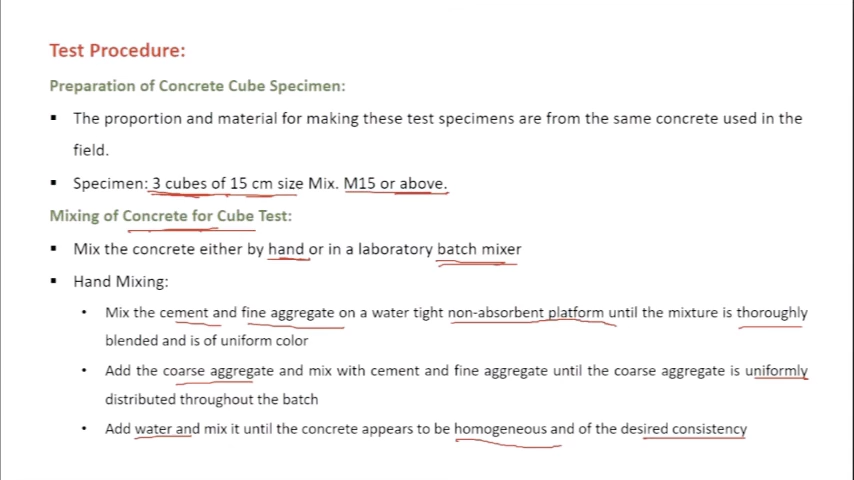 Test Procedure:
Preparation of Concrete Cube Specimen:
▪ The proportion and material for making these test specimens are from the same concrete used in the
field.
▪ Specimen: 3 cubes of 15 cm size Mix. M15 or above.
Mixing of Concrete for Cube Test:
▪ Mix the concrete either by hand or in a laboratory batch mixer
▪ Hand Mixing:
• Mix the cement and fine aggregate on a water tight non-absorbent platform until the mixture is thoroughly
blended and is of uniform color
• Add the coarse aggregate and mix with cement and fine aggregate until the coarse aggregate is uniformly
distributed throughout the batch
• Add water and mix it until the concrete appears to be homogeneous and of the desired consistency